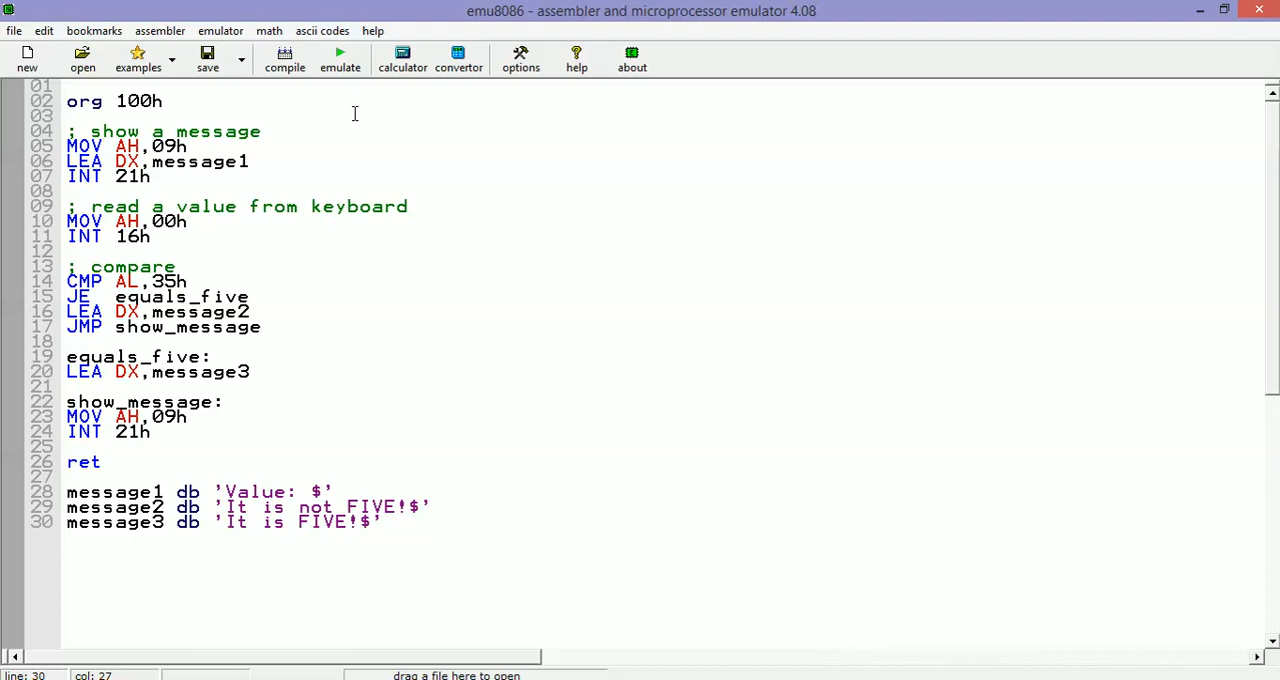 emu8086 - assembler and microprocessor emulator 4.08
file edit bookmarks assembler emulator math ascii codes help
new open examples save compile emulate calculator convertor options help about
01
02 org 100h
03
04 ; show a message
05 MOV AH,09h
06 LEA DX,message1
07 INT 21h
08
09 ; read a value from keyboard
10 MOV AH,00h
11 INT 16h
12
13 ; compare
14 CMP AL,35h
15 JE equals_five
16 LEA DX,message2
17 JMP show_message
18
19 equals_five:
20 LEA DX,message3
21
22 show_message:
23 MOV AH,09h
24 INT 21h
25
26 ret
27
28 message1 db 'Value: $'
29 message2 db 'It is not FIVE!$'
30 message3 db 'It is FIVE!$'
line: 30 col: 27 drag a file here to open